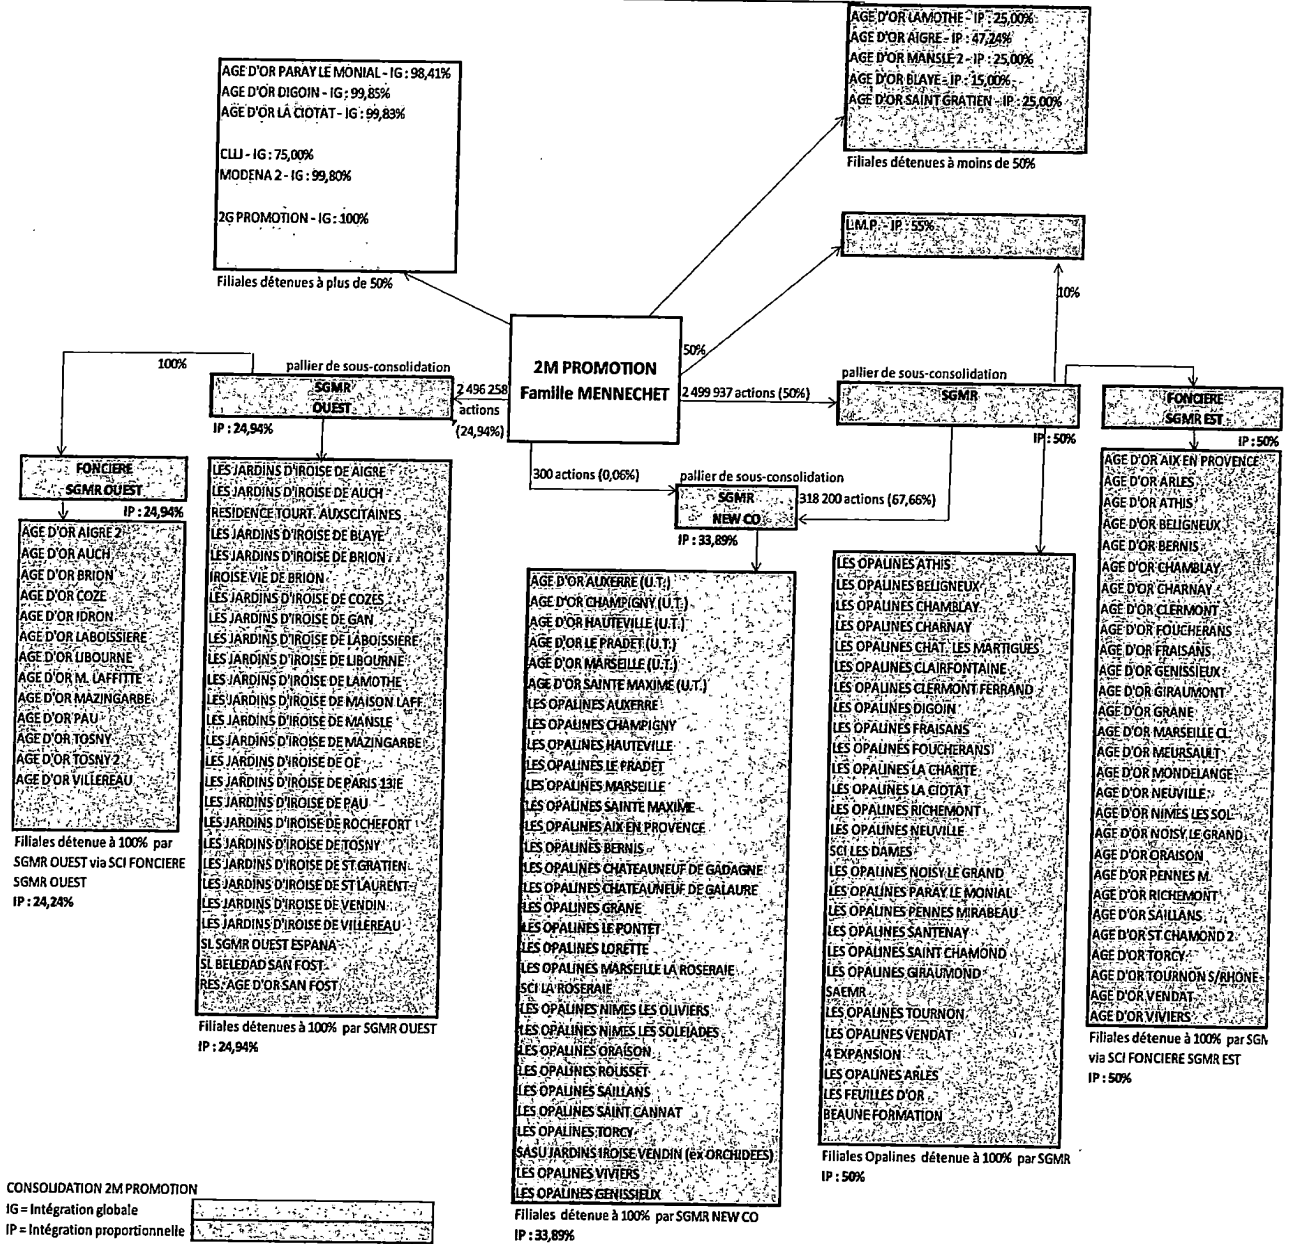 AGE D'OR LAMOTHE - IP : 25,00%
AGE D'OR AIGRE - IP : 47,24%
AGE D'OR MANSLE 2 - IP : 25,00%
AGE D'OR BLAYE - IP : 15,00%
AGE D'OR SAINT GRATIEN - IP : 25,00%
Filiales détenues à moins de 50%
AGE D'OR PARAY LE MONIAL - IG : 98,41%
AGE D'OR DIGOIN - IG : 99,85%
AGE D'OR LA CIOTAT - IG : 99,83%
CLIJ - IG : 75,00%
MODENA 2 - IG : 99,80%
2G PROMOTION - IG : 100%
Filiales détenues à plus de 50%
L.M.P. - IP : 55%
10%
50%
2M PROMOTION
Famille MENNECHET
100%
pallier de sous-consolidation
SGMR
OUEST
IP : 24,94%
2 496 258
actions
(24,94%)
2 499 937 actions (50%)
pallier de sous-consolidation
SGMR
IP : 50%
FONCIERE
SGMR EST
IP : 50%
300 actions (0,06%)
pallier de sous-consolidation
SGMR
NEW CO
IP : 33,89%
318 200 actions (67,66%)
FONCIERE
SGMR OUEST
IP : 24,94%
AGE D'OR AIGRE 2
AGE D'OR AUCH
AGE D'OR BRION
AGE D'OR COZE
AGE D'OR IDRON
AGE D'OR LABOISSIERE
AGE D'OR LIBOURNE
AGE D'OR M. LAFFITTE
AGE D'OR MAZINGARBE
AGE D'OR PAU
AGE D'OR TOSNY
AGE D'OR TOSNY 2
AGE D'OR VILLEREAU
Filiales détenue à 100% par
SGMR OUEST via SCI FONCIERE
SGMR OUEST
IP : 24,24%
LES JARDINS D'IROISE DE AIGRE
LES JARDINS D'IROISE DE AUCH
RESIDENCE TOURT. AUXSCITAINES
LES JARDINS D'IROISE DE BLAYE
LES JARDINS D'IROISE DE BRION
IROISE VIE DE BRION
LES JARDINS D'IROISE DE COZES
LES JARDINS D'IROISE DE GAN
LES JARDINS D'IROISE DE LABOISSIERE
LES JARDINS D'IROISE DE LIBOURNE
LES JARDINS D'IROISE DE LAMOTHE
LES JARDINS D'IROISE DE MAISON LAFF
LES JARDINS D'IROISE DE MANSLE
LES JARDINS D'IROISE DE MAZINGARBE
LES JARDINS D'IROISE DE OE
LES JARDINS D'IROISE DE PARIS 13IE
LES JARDINS D'IROISE DE PAU
LES JARDINS D'IROISE DE ROCHEFORT
LES JARDINS D'IROISE DE TOSNY
LES JARDINS D'IROISE DE ST GRATIEN
LES JARDINS D'IROISE DE ST LAURENT
LES JARDINS D'IROISE DE VENDIN
LES JARDINS D'IROISE DE VILLEREAU
SL SGMR OUEST ESPANA
SL BELEDAD SAN FOST
RES. AGE D'OR SAN FOST
Filiales détenues à 100% par SGMR OUEST
IP : 24,94%
AGE D'OR AUXERRE (U.T.)
AGE D'OR CHAMPIGNY (U.T.)
AGE D'OR HAUTEVILLE (U.T.)
AGE D'OR LE PRADET (U.T.)
AGE D'OR MARSEILLE (U.T.)
AGE D'OR SAINTE MAXIME (U.T.)
LES OPALINES AUXERRE
LES OPALINES CHAMPIGNY
LES OPALINES HAUTEVILLE
LES OPALINES LE PRADET
LES OPALINES MARSEILLE
LES OPALINES SAINTE MAXIME
LES OPALINES AIX EN PROVENCE
LES OPALINES BERNIS
LES OPALINES CHATEAUNEUF DE GADAGNE
LES OPALINES CHATEAUNEUF DE GALAURE
LES OPALINES GRANE
LES OPALINES LE PONTET
LES OPALINES LORETTE
LES OPALINES MARSEILLE LA ROSERAIE
SCI LA ROSERAIE
LES OPALINES NIMES LES OLIVIERS
LES OPALINES NIMES LES SOLEIADES
LES OPALINES ORAISON
LES OPALINES ROUSSET
LES OPALINES SAILLANS
LES OPALINES SAINT CANNAT
LES OPALINES TORCY
SASU JARDINS IROISE VENDIN (ex ORCHIDEES)
LES OPALINES VIVIERS
LES OPALINES GENISSIEUX
Filiales détenue à 100% par SGMR NEW CO
IP : 33,89%
LES OPALINES ATHIS
LES OPALINES BELIGNEUX
LES OPALINES CHAMBLAY
LES OPALINES CHARNAY
LES OPALINES CHAT. LES MARTIGUES
LES OPALINES CLAIRFONTAINE
LES OPALINES CLERMONT FERRAND
LES OPALINES DIGOIN
LES OPALINES FRAISANS
LES OPALINES FOUCHERANS
LES OPALINES LA CHARITE
LES OPALINES LA CIOTAT
LES OPALINES RICHEMONT
LES OPALINES NEUVILLE
SCI LES DAMES
LES OPALINES NOISY LE GRAND
LES OPALINES PARAY LE MONIAL
LES OPALINES PENNES MIRABEAU
LES OPALINES SANTENAY
LES OPALINES SAINT CHAMOND
LES OPALINES GIRAUMOND
SAEMR
LES OPALINES TOURNON
LES OPALINES VENDAT
4 EXPANSION
LES OPALINES ARLES
LES FEUILLES D'OR
BEAUNE FORMATION
Filiales Opalines détenue à 100% par SGMR
IP : 50%
AGE D'OR AIX EN PROVENCE
AGE D'OR ARLES
AGE D'OR ATHIS
AGE D'OR BELIGNEUX
AGE D'OR BERNIS
AGE D'OR CHAMBLAY
AGE D'OR CHARNAY
AGE D'OR CLERMONT
AGE D'OR FOUCHERANS
AGE D'OR FRAISANS
AGE D'OR GENISSIEUX
AGE D'OR GIRAUMONT
AGE D'OR GRANE
AGE D'OR MARSEILLE CL
AGE D'OR MEURSAULT
AGE D'OR MONDELANGE
AGE D'OR NEUVILLE
AGE D'OR NIMES LES SOL
AGE D'OR NOISY LE GRAND
AGE D'OR ORAISON
AGE D'OR PENNES M.
AGE D'OR RICHEMONT
AGE D'OR SAILLANS
AGE D'OR ST CHAMOND 2
AGE D'OR TORCY
AGE D'OR TOURNON S/RHONE
AGE D'OR VENDAT
AGE D'OR VIVIERS
Filiales détenue à 100% par SGM
via SCI FONCIERE SGMR EST
IP : 50%
CONSOLIDATION 2M PROMOTION
IG = Intégration globale
IP = Intégration proportionnelle